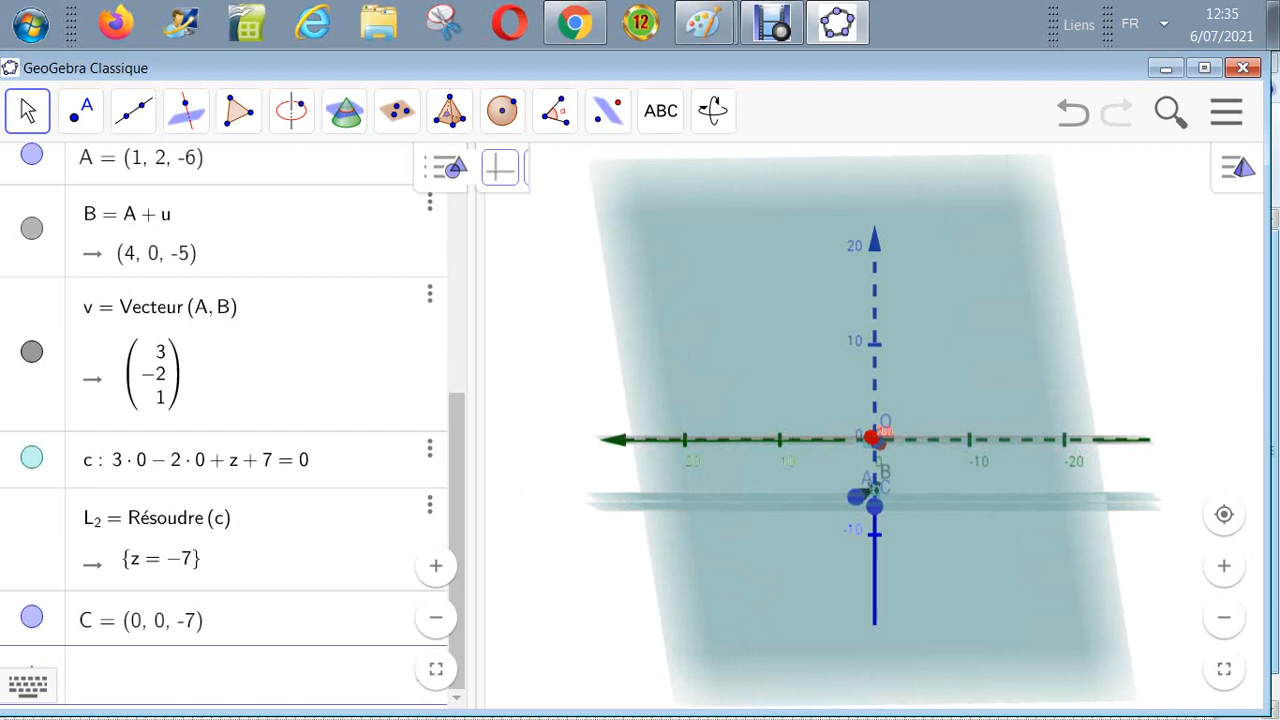 Liens FR 12:35
6/07/2021
12
GeoGebra Classique
A
ABC
A = (1, 2, -6)
B = A + u
→ (4, 0, -5)
v = Vecteur (A, B)
→ ( 3
−2
1 )
c : 3 · 0 − 2 · 0 + z + 7 = 0
L₂ = Résoudre (c)
→ {z = −7}
C = (0, 0, -7)
20
10
O
0
20 10 0 -10 -20
A B
C
-10